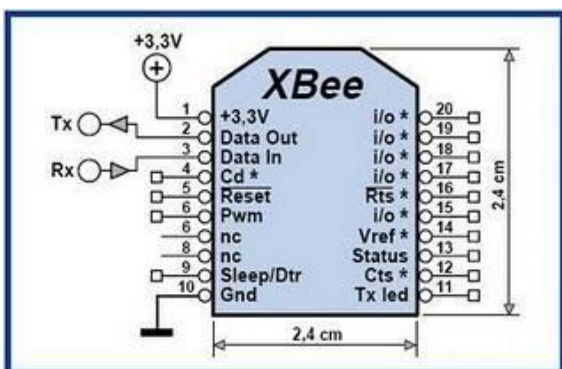 +3,3V
XBee
1 +3,3V i/o * 20
Tx 2 Data Out i/o * 19
3 Data In i/o * 18
Rx 4 Cd * i/o * 17
5 Reset Rts * 16
6 Pwm i/o * 15
6 nc Vref * 14
8 nc Status 13
9 Sleep/Dtr Cts * 12
10 Gnd Tx led 11
2,4 cm
2,4 cm